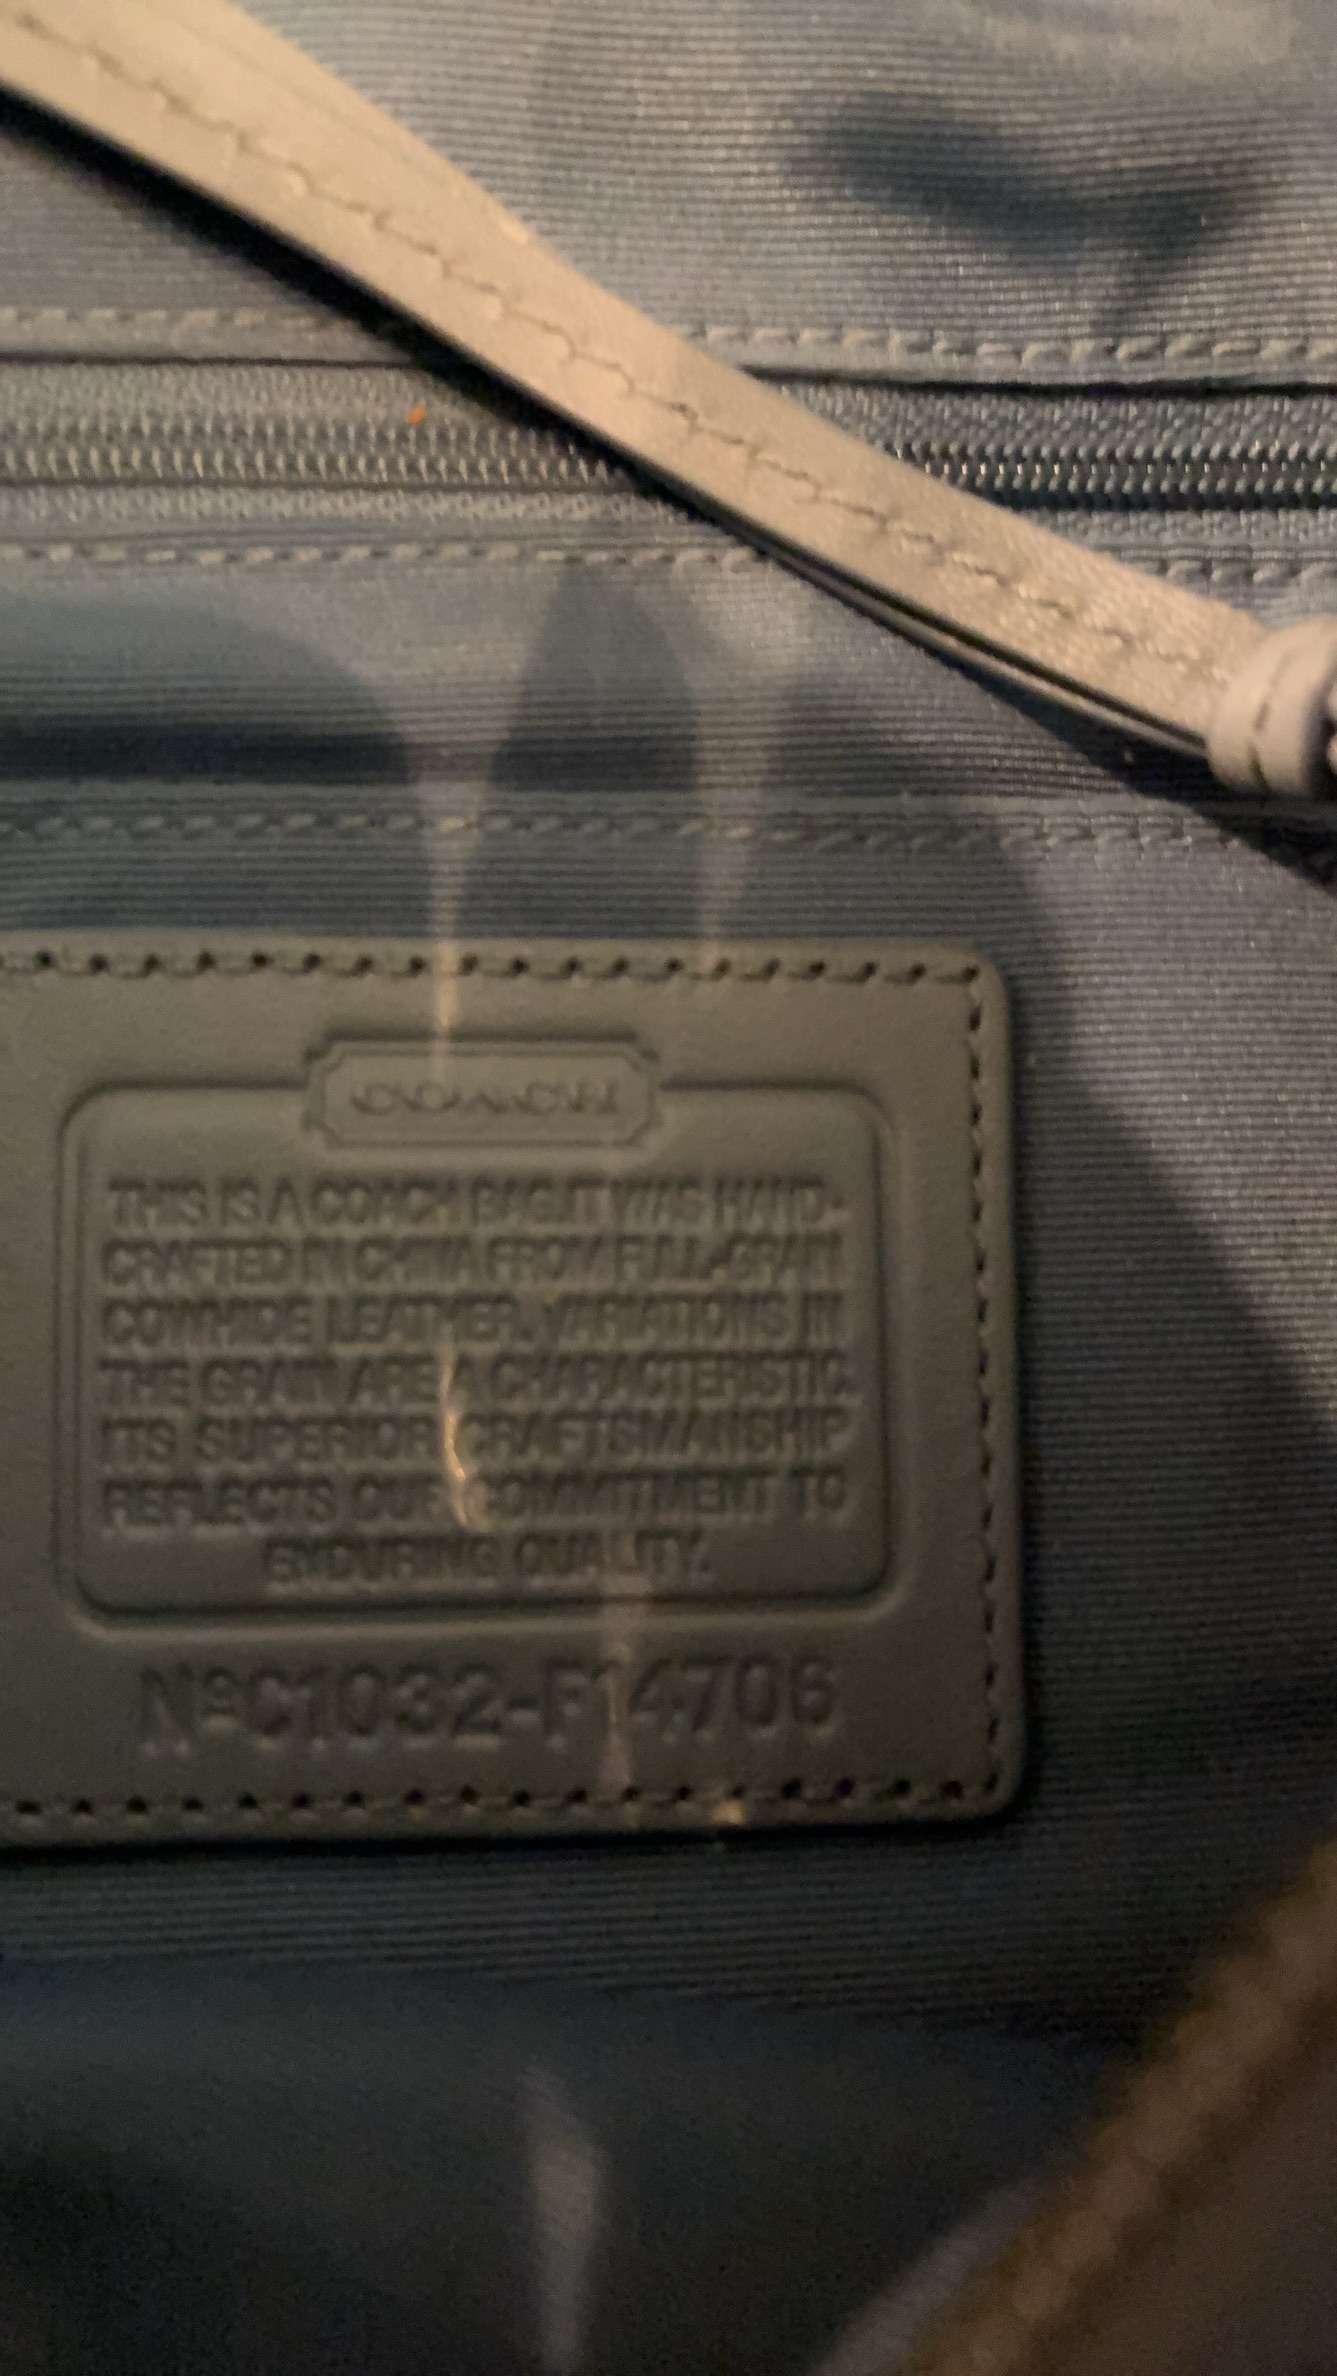 THIS IS A COACH BAG. IT WAS HAND-
CRAFTED IN CHINA FROM FULL-GRAIN
COWHIDE LEATHER. VARIATIONS IN
THE GRAIN ARE A CHARACTERISTIC.
ITS SUPERIOR CRAFTSMANSHIP
REFLECTS OUR COMMITMENT TO
ENDURING QUALITY.
Nº C1032-F14706